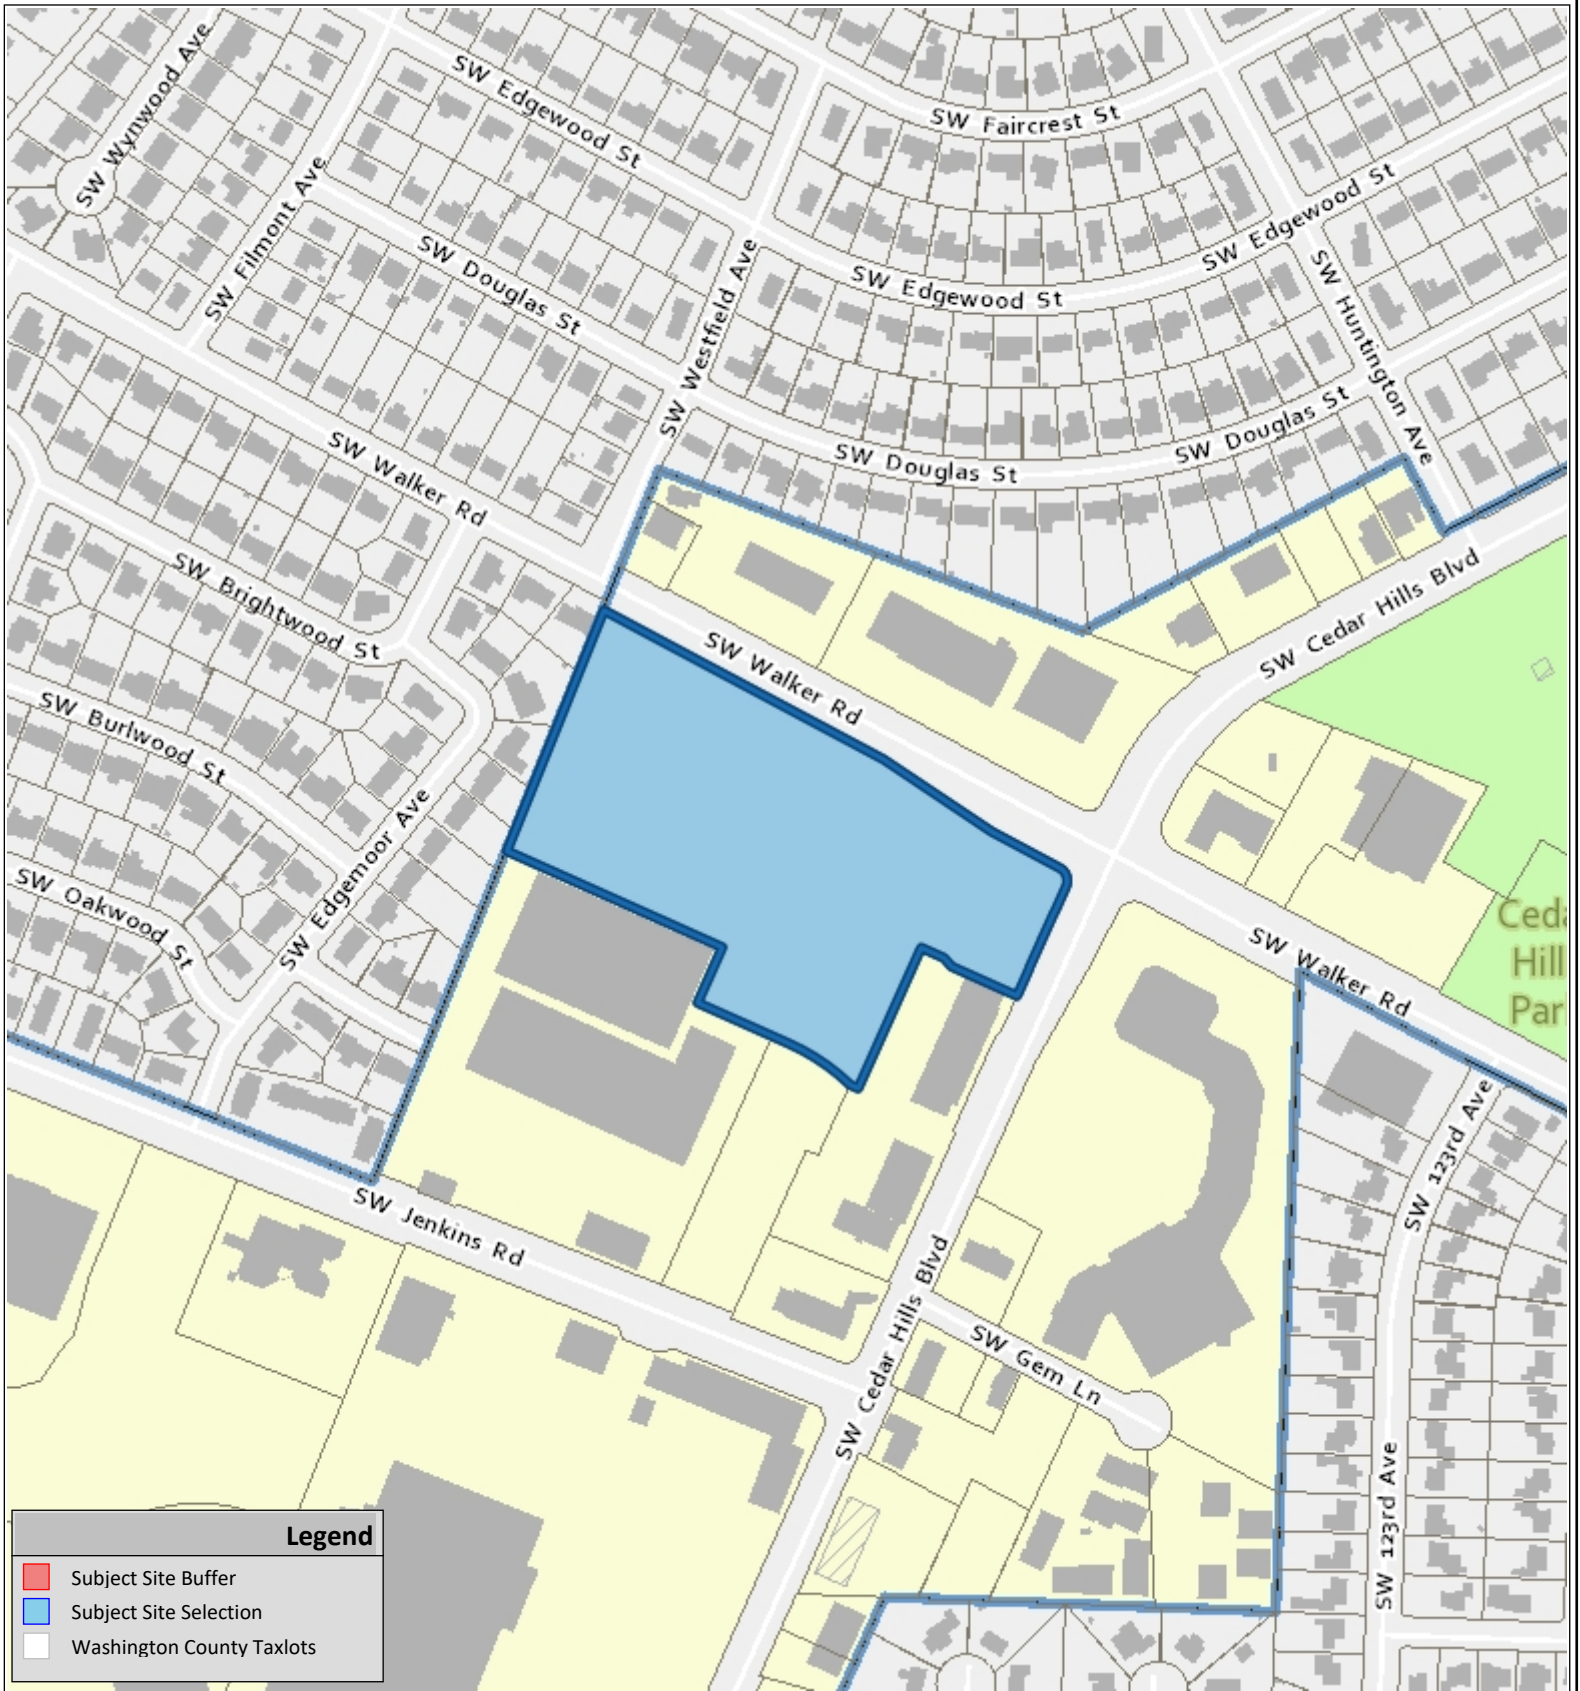 SW Wynwood Ave
SW Edgewood St
SW Faircrest St
SW Filmont Ave
SW Douglas St
SW Westfield Ave
SW Edgewood St
SW Edgewood St
SW Huntington Ave
SW Walker Rd
SW Douglas St
SW Douglas St
SW Brightwood St
SW Cedar Hills Blvd
SW Walker Rd
SW Burlwood St
SW Edgemoor Ave
SW Oakwood St
SW Walker Rd
Ceda
Hill
Par
SW 123rd Ave
SW Jenkins Rd
SW Cedar Hills Blvd
SW Gem Ln
SW 123rd Ave
Legend
Subject Site Buffer
Subject Site Selection
Washington County Taxlots